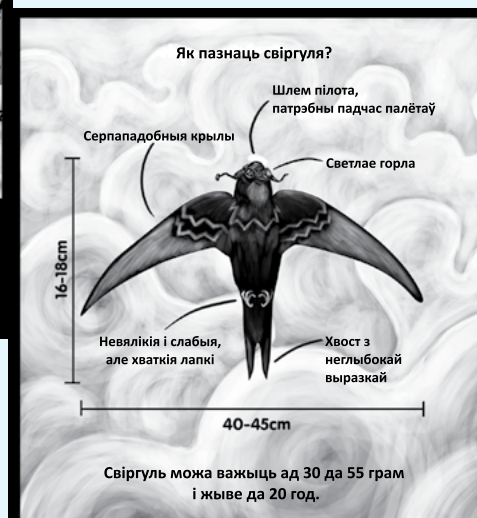 Як пазнаць свіргуля?
Шлем пілота,
патрэбны падчас палётаў
Серпападобныя крылы
Светлае горла
16-18cm
Невялікія і слабыя,
але хваткія лапкі
Хвост з
неглыбокай
выразкай
40-45cm
Свіргуль можа важыць ад 30 да 55 грам
і жыве да 20 год.